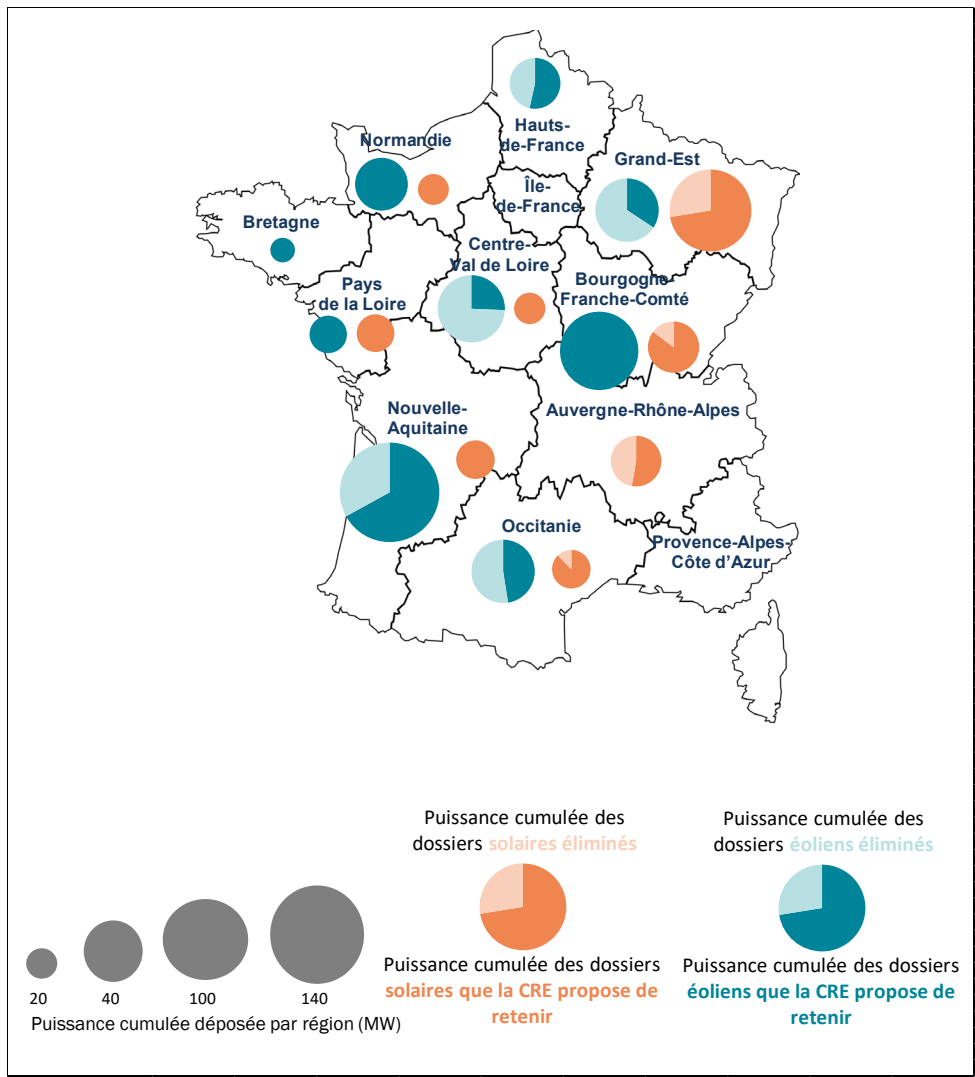 Hauts-
de-France
Normandie
Grand-Est
Île-
de-France
Bretagne
Centre-
Val de Loire
Bourgogne-
Franche-Comté
Pays
de la Loire
Nouvelle-
Aquitaine
Auvergne-Rhône-Alpes
Occitanie
Provence-Alpes-
Côte d’Azur
Puissance cumulée des
dossiers solaires éliminés
Puissance cumulée des
dossiers éoliens éliminés
Puissance cumulée des dossiers
solaires que la CRE propose de
retenir
Puissance cumulée des dossiers
éoliens que la CRE propose de
retenir
20 40 100 140
Puissance cumulée déposée par région (MW)